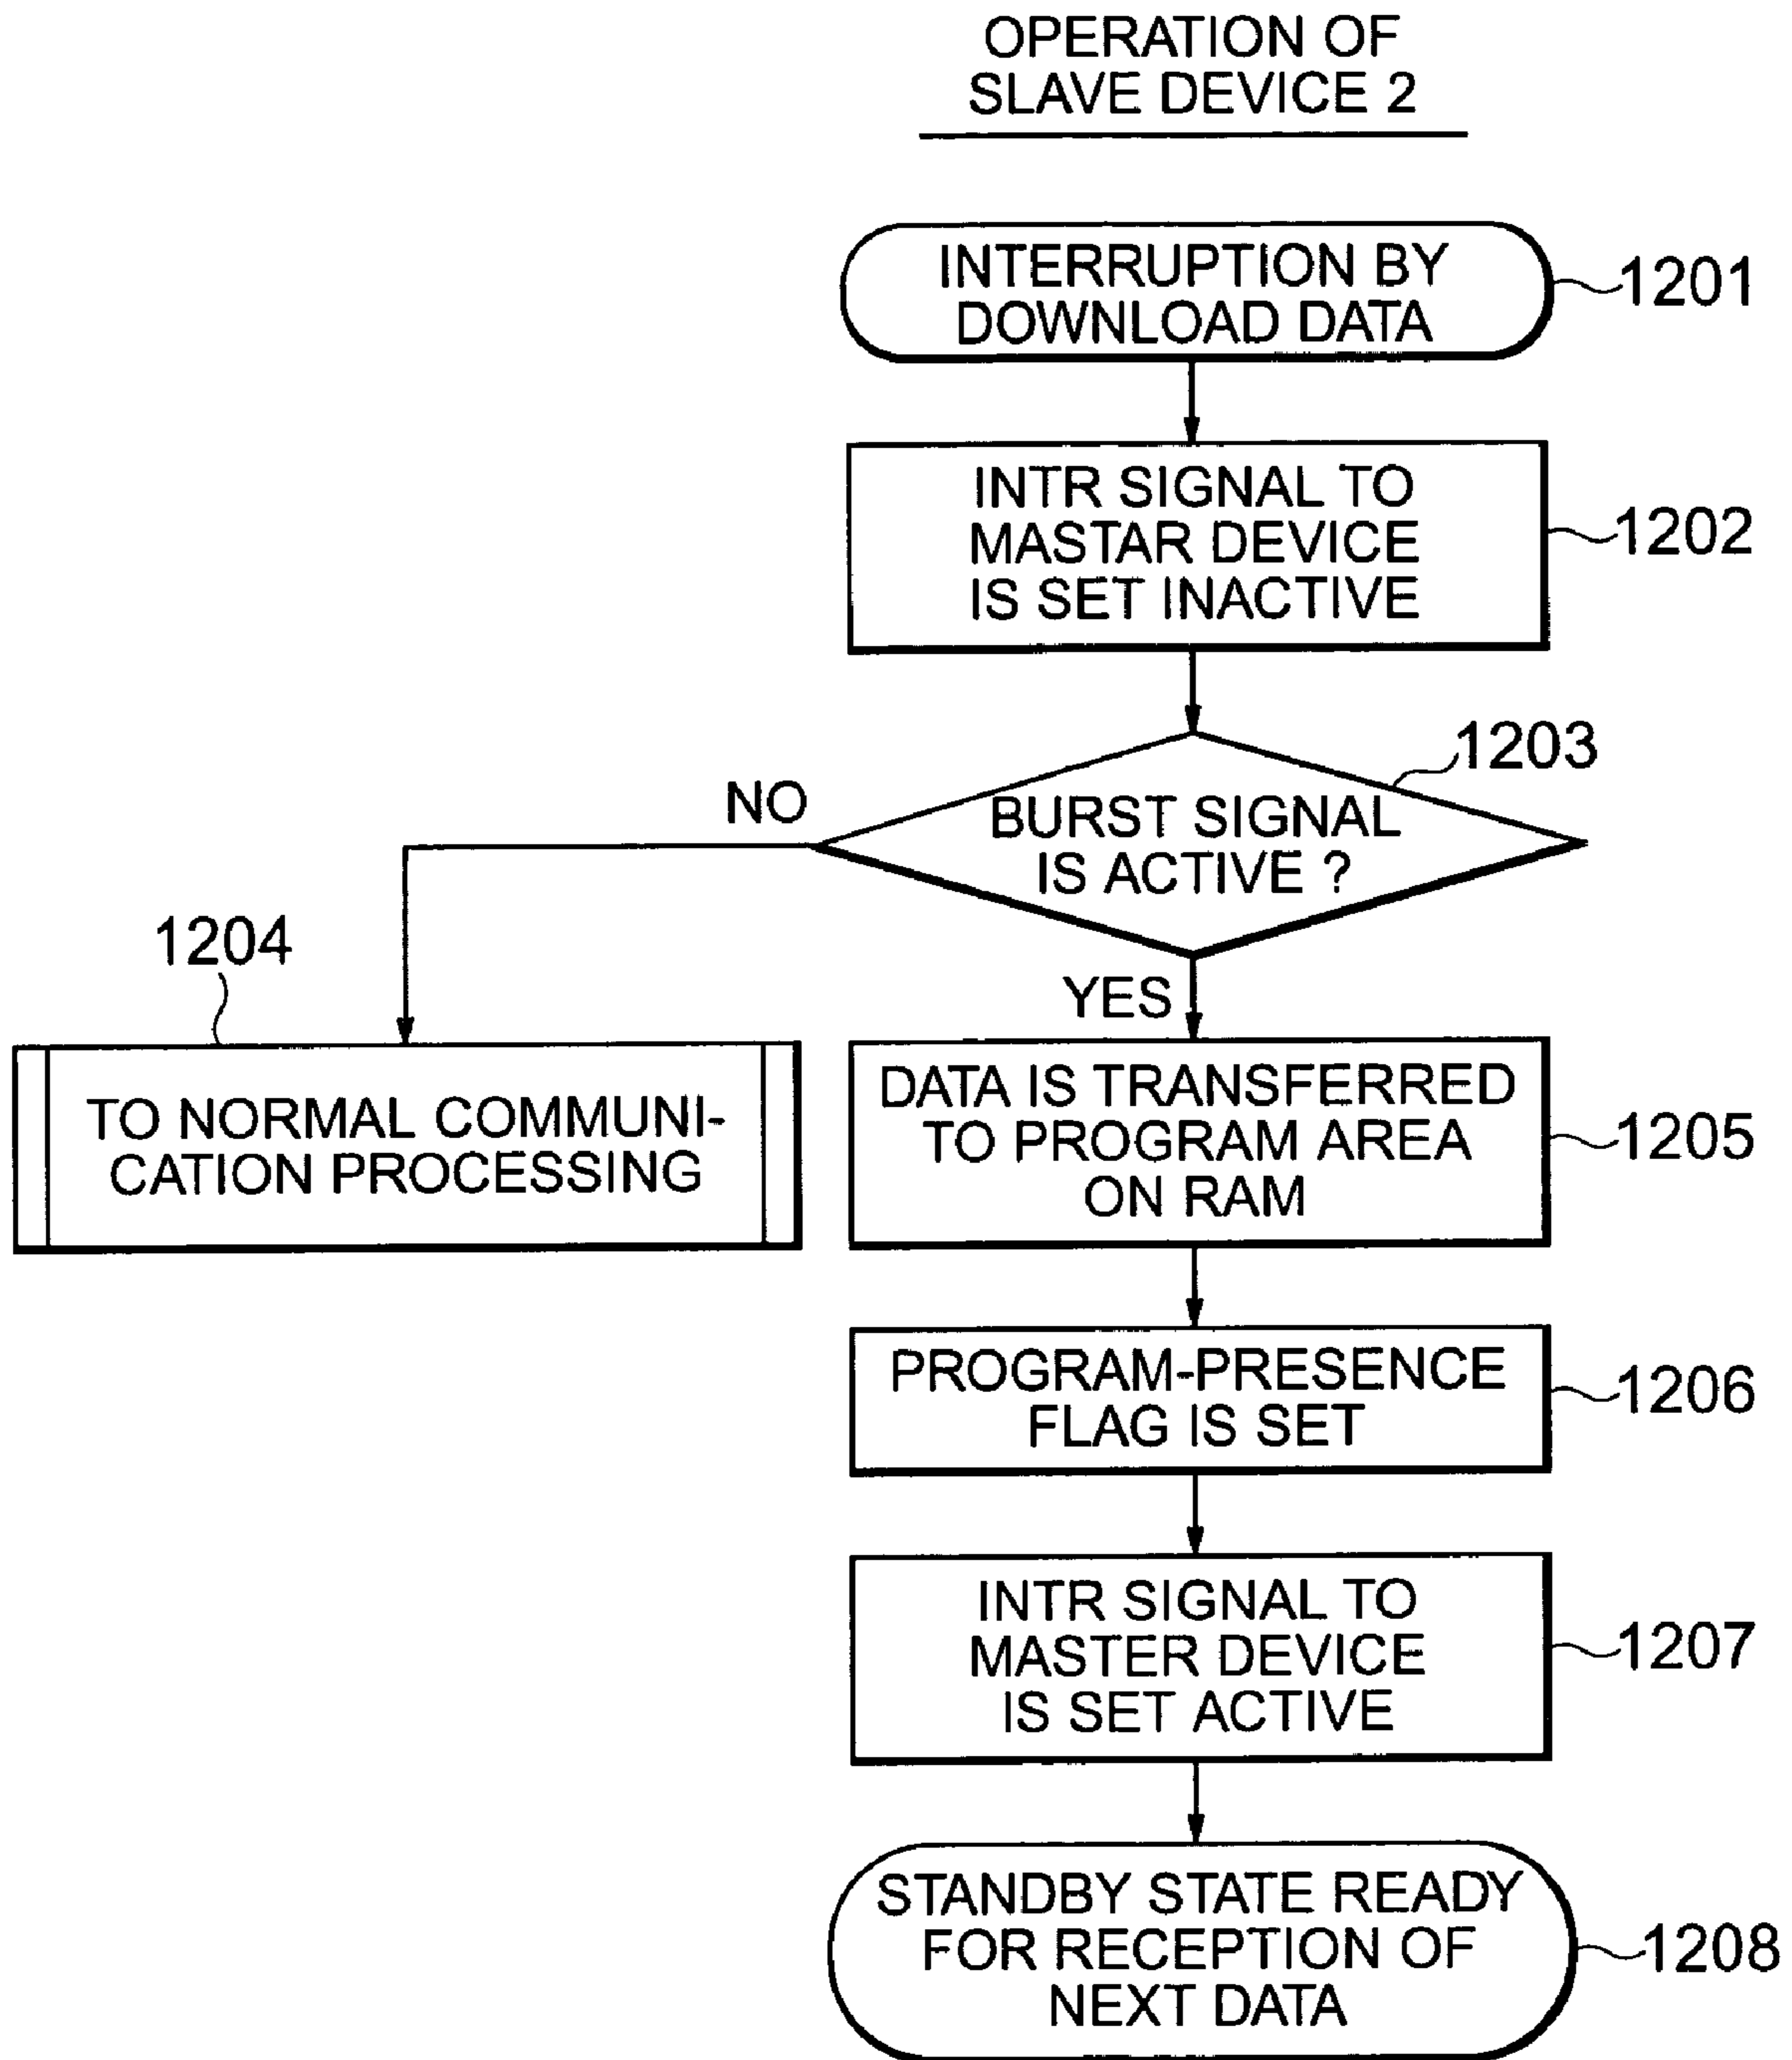 OPERATION OF
SLAVE DEVICE 2
INTERRUPTION BY
DOWNLOAD DATA
1201
INTR SIGNAL TO
MASTAR DEVICE
IS SET INACTIVE
1202
1203
BURST SIGNAL
IS ACTIVE ?
NO
YES
1204
TO NORMAL COMMUNI-
CATION PROCESSING
DATA IS TRANSFERRED
TO PROGRAM AREA
ON RAM
1205
PROGRAM-PRESENCE
FLAG IS SET
1206
INTR SIGNAL TO
MASTER DEVICE
IS SET ACTIVE
1207
STANDBY STATE READY
FOR RECEPTION OF
NEXT DATA
1208